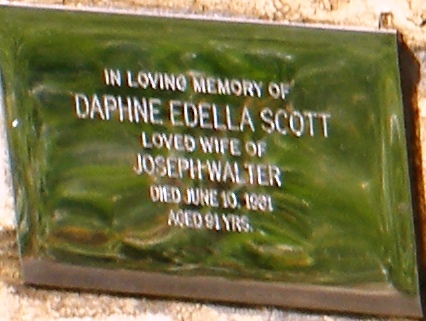 IN LOVING MEMORY OF
DAPHNE EDELLA SCOTT
LOVED WIFE OF
JOSEPH WALTER
DIED JUNE 10, 1981
AGED 91 YRS.